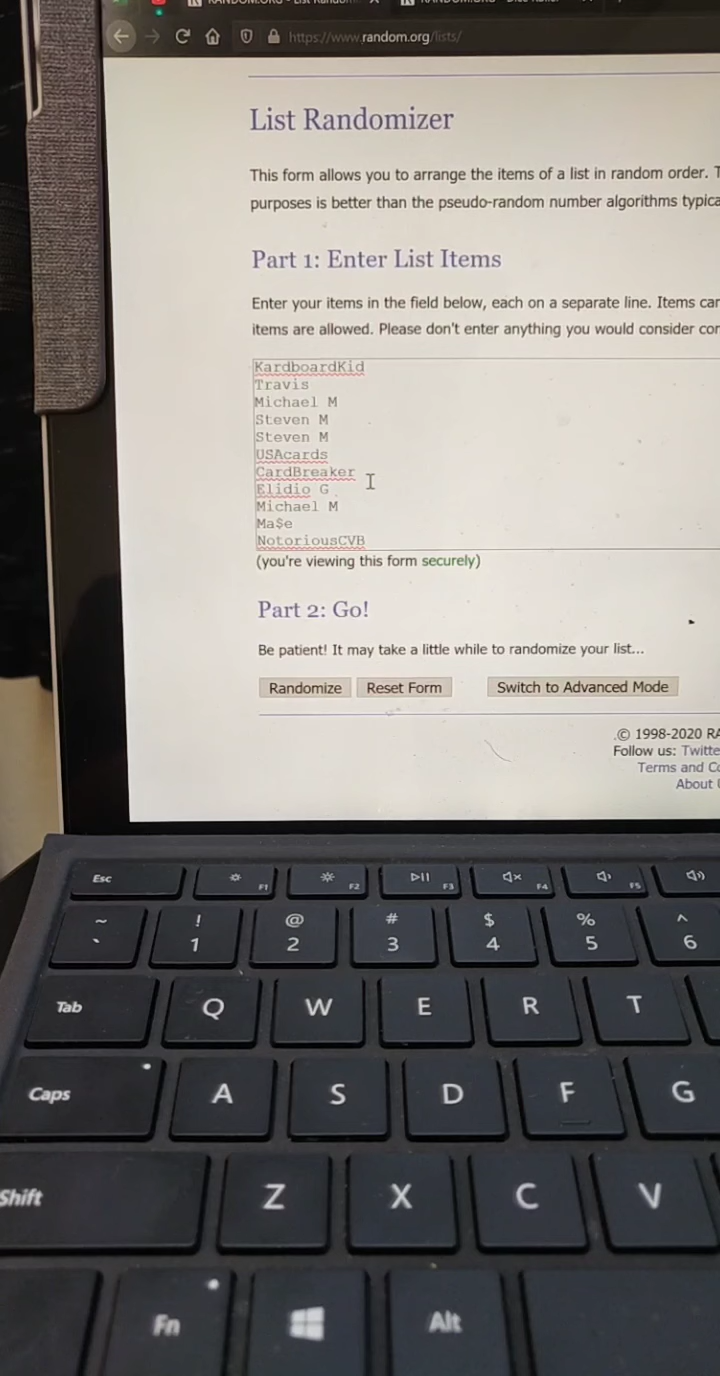 https://www.random.org/lists/
List Randomizer
This form allows you to arrange the items of a list in random order. T
purposes is better than the pseudo-random number algorithms typica
Part 1: Enter List Items
Enter your items in the field below, each on a separate line. Items car
items are allowed. Please don't enter anything you would consider cor
KardboardKid
Travis
Michael M
Steven M
Steven M
USAcards
CardBreaker
Elidio G
Michael M
Ma$e
NotoriousCVB
(you're viewing this form securely)
Part 2: Go!
Be patient! It may take a little while to randomize your list...
Randomize Reset Form Switch to Advanced Mode
© 1998-2020 RA
Follow us: Twitte
Terms and Co
About U
Esc F1 F2 F3 F4 F5
~ ! @ # $ % ^
` 1 2 3 4 5 6
Tab Q W E R T
Caps A S D F G
Shift Z X C V
Fn Alt